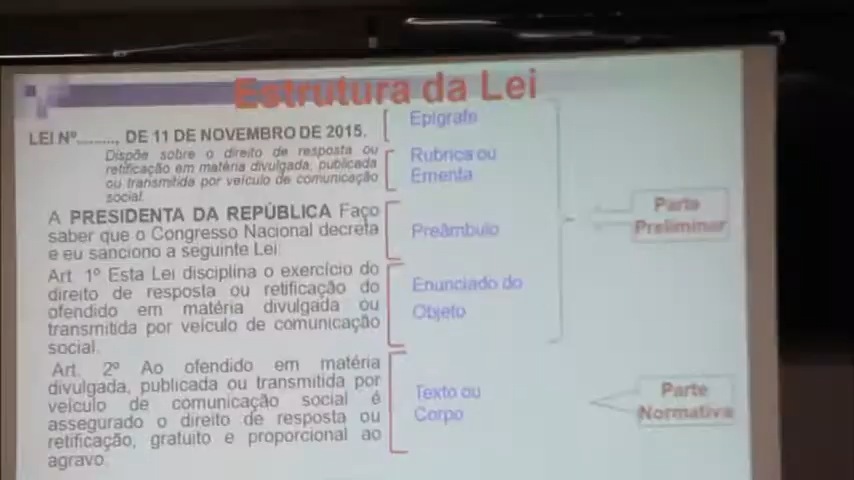 Estrutura da Lei
LEI Nº........., DE 11 DE NOVEMBRO DE 2015.
Epígrafe
Dispõe sobre o direito de resposta ou
retificação em matéria divulgada, publicada
ou transmitida por veículo de comunicação
social.
Rubrica ou
Ementa
A PRESIDENTA DA REPÚBLICA Faço
saber que o Congresso Nacional decreta
e eu sanciono a seguinte Lei:
Preâmbulo
Art. 1º Esta Lei disciplina o exercício do
direito de resposta ou retificação do
ofendido em matéria divulgada ou
transmitida por veículo de comunicação
social.
Enunciado do
Objeto
Parte
Preliminar
Art. 2º Ao ofendido em matéria
divulgada, publicada ou transmitida por
veículo de comunicação social é
assegurado o direito de resposta ou
retificação, gratuito e proporcional ao
agravo.
Texto ou
Corpo
Parte
Normativa